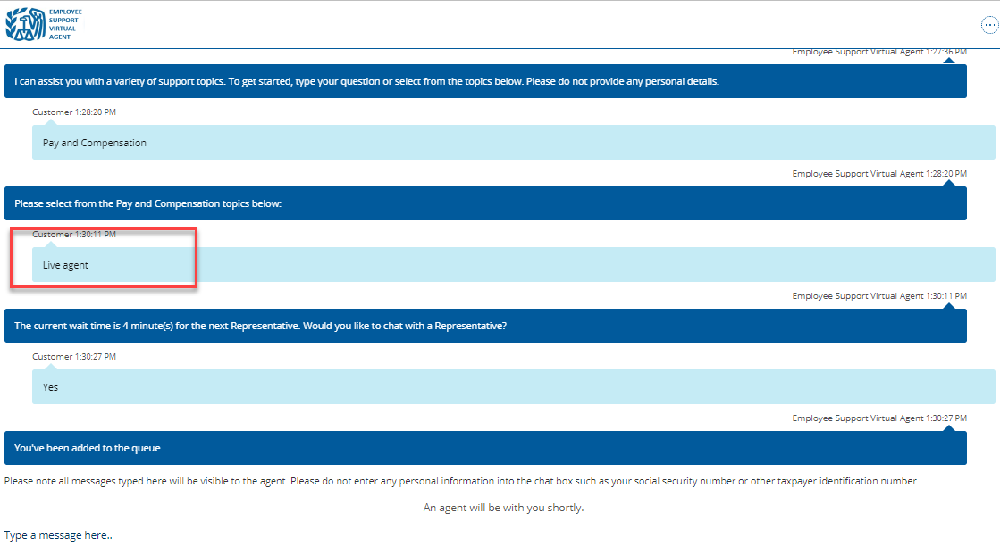 EMPLOYEE
SUPPORT
VIRTUAL
AGENT
Employee Support Virtual Agent 1:27:36 PM
I can assist you with a variety of support topics. To get started, type your question or select from the topics below. Please do not provide any personal details.
Customer 1:28:20 PM
Pay and Compensation
Employee Support Virtual Agent 1:28:20 PM
Please select from the Pay and Compensation topics below:
Customer 1:30:11 PM
Live agent
Employee Support Virtual Agent 1:30:11 PM
The current wait time is 4 minute(s) for the next Representative. Would you like to chat with a Representative?
Customer 1:30:27 PM
Yes
Employee Support Virtual Agent 1:30:27 PM
You've been added to the queue.
Please note all messages typed here will be visible to the agent. Please do not enter any personal information into the chat box such as your social security number or other taxpayer identification number.
An agent will be with you shortly.
Type a message here..